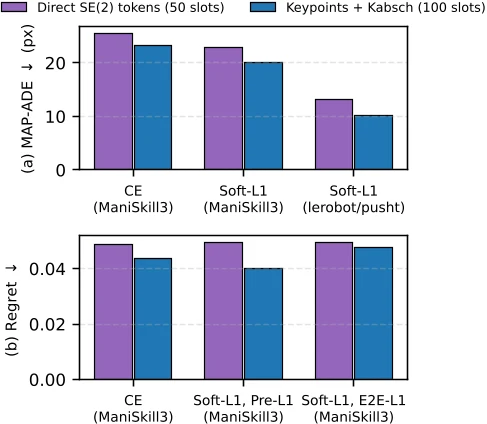 Direct SE(2) tokens (50 slots) Keypoints + Kabsch (100 slots)
(a) MAP-ADE ↓ (px)
20
10
0
CE Soft-L1 Soft-L1
(ManiSkill3) (ManiSkill3) (lerobot/pusht)
(b) Regret ↓
0.04
0.02
0.00
CE Soft-L1, Pre-L1 Soft-L1, E2E-L1
(ManiSkill3) (ManiSkill3) (ManiSkill3)